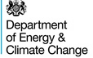 Department
of Energy &
Climate Change